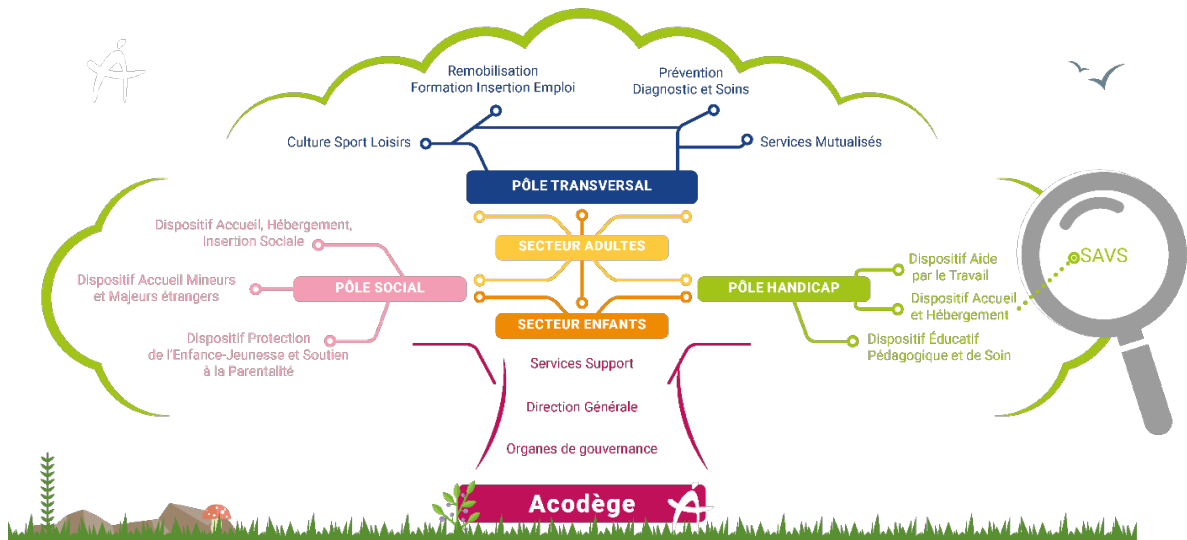 Remobilisation
Formation Insertion Emploi
Prévention
Diagnostic et Soins
Culture Sport Loisirs
Services Mutualisés
PÔLE TRANSVERSAL
Dispositif Accueil, Hébergement,
Insertion Sociale
SECTEUR ADULTES
Dispositif Aide
par le Travail
SAVS
Dispositif Accueil Mineurs
et Majeurs étrangers
PÔLE SOCIAL
PÔLE HANDICAP
Dispositif Accueil
et Hébergement
SECTEUR ENFANTS
Dispositif Protection
de l'Enfance-Jeunesse et Soutien
à la Parentalité
Dispositif Éducatif
Pédagogique et de Soin
Services Support
Direction Générale
Organes de gouvernance
Acodège